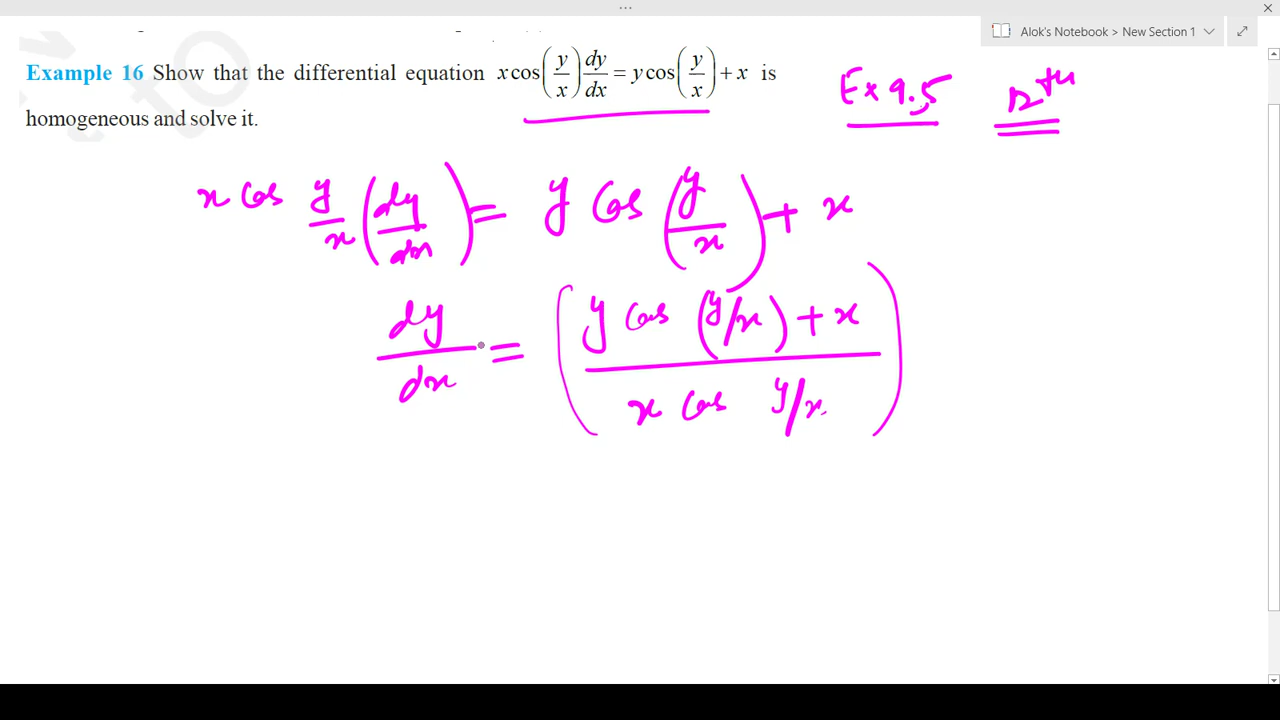 Alok's Notebook > New Section 1
Example 16 Show that the differential equation x cos(y/x) dy/dx = y cos(y/x) + x is
homogeneous and solve it.
Ex 9.5 12th
x cos y/x (dy/dx) = y cos (y/x) + x
dy/dx = (y cos (y/x) + x / x cos y/x)